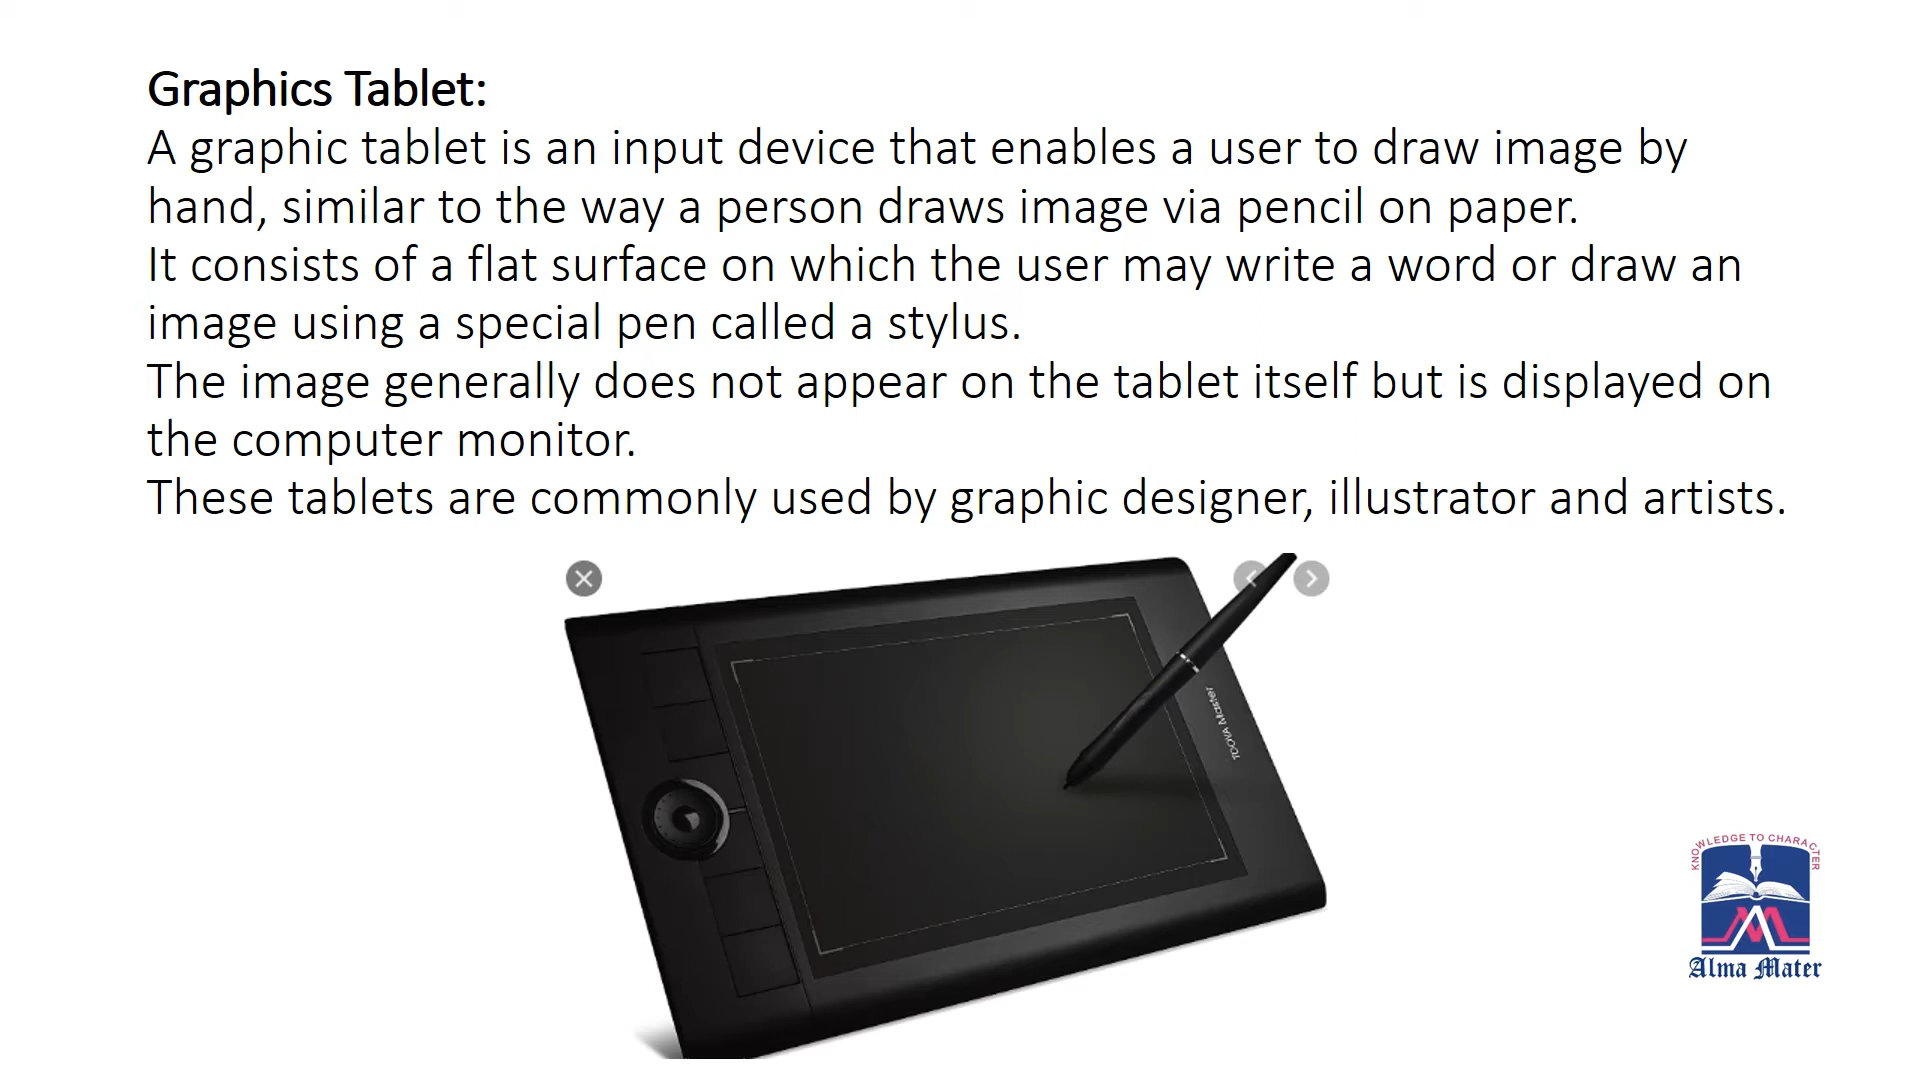 Graphics Tablet:
A graphic tablet is an input device that enables a user to draw image by
hand, similar to the way a person draws image via pencil on paper.
It consists of a flat surface on which the user may write a word or draw an
image using a special pen called a stylus.
The image generally does not appear on the tablet itself but is displayed on
the computer monitor.
These tablets are commonly used by graphic designer, illustrator and artists.
TOOYA Master
KNOWLEDGE TO CHARACTER
Alma Mater